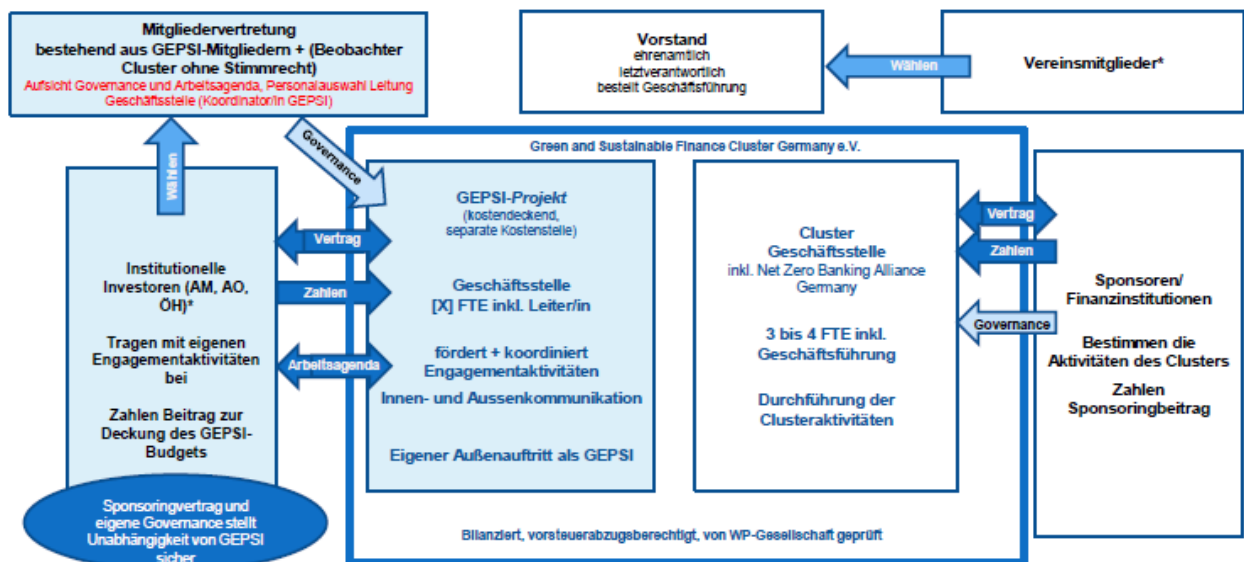 Mitgliedervertretung
bestehend aus GEPSI-Mitgliedern + (Beobachter
Cluster ohne Stimmrecht)
Aufsicht Governance und Arbeitsagenda, Personalauswahl Leitung
Geschäftsstelle (Koordinator/in GEPSI)
Vorstand
ehrenamtlich
letztverantwortlich
bestellt Geschäftsführung
Wählen
Vereinsmitglieder*
Wählen
Governance
Green and Sustainable Finance Cluster Germany e.V.
Institutionelle
Investoren (AM, AO,
ÖH)*
Tragen mit eigenen
Engagementaktivitäten
bei
Zahlen Beitrag zur
Deckung des GEPSI-
Budgets
Sponsoringvertrag und
eigene Governance stellt
Unabhängigkeit von GEPSI
sicher
Vertrag
Zahlen
Arbeitsagenda
GEPSI-Projekt
(kostendeckend,
separate Kostenstelle)
Geschäftsstelle
[X] FTE inkl. Leiter/in
fördert + koordiniert
Engagementaktivitäten
Innen- und Aussenkommunikation
Eigener Außenauftritt als GEPSI
Cluster
Geschäftsstelle
inkl. Net Zero Banking Alliance
Germany
3 bis 4 FTE inkl.
Geschäftsführung
Durchführung der
Clusteraktivitäten
Vertrag
Zahlen
Governance
Sponsoren/
Finanzinstitutionen
Bestimmen die
Aktivitäten des Clusters
Zahlen
Sponsoringbeitrag
Bilanziert, vorsteuerabzugsberechtigt, von WP-Gesellschaft geprüft